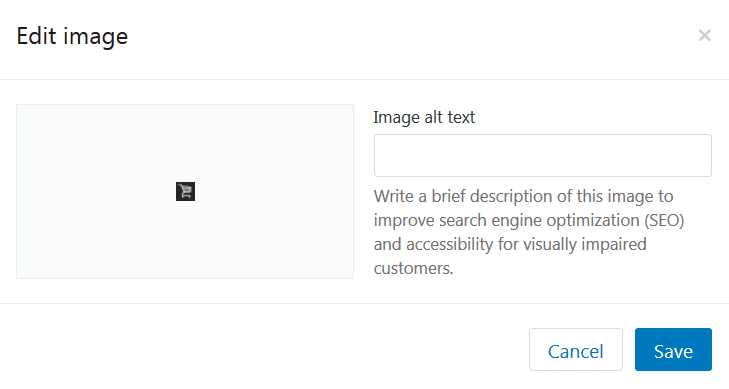 Edit image
×
Image alt text
Write a brief description of this image to
improve search engine optimization (SEO)
and accessibility for visually impaired
customers.
Cancel
Save